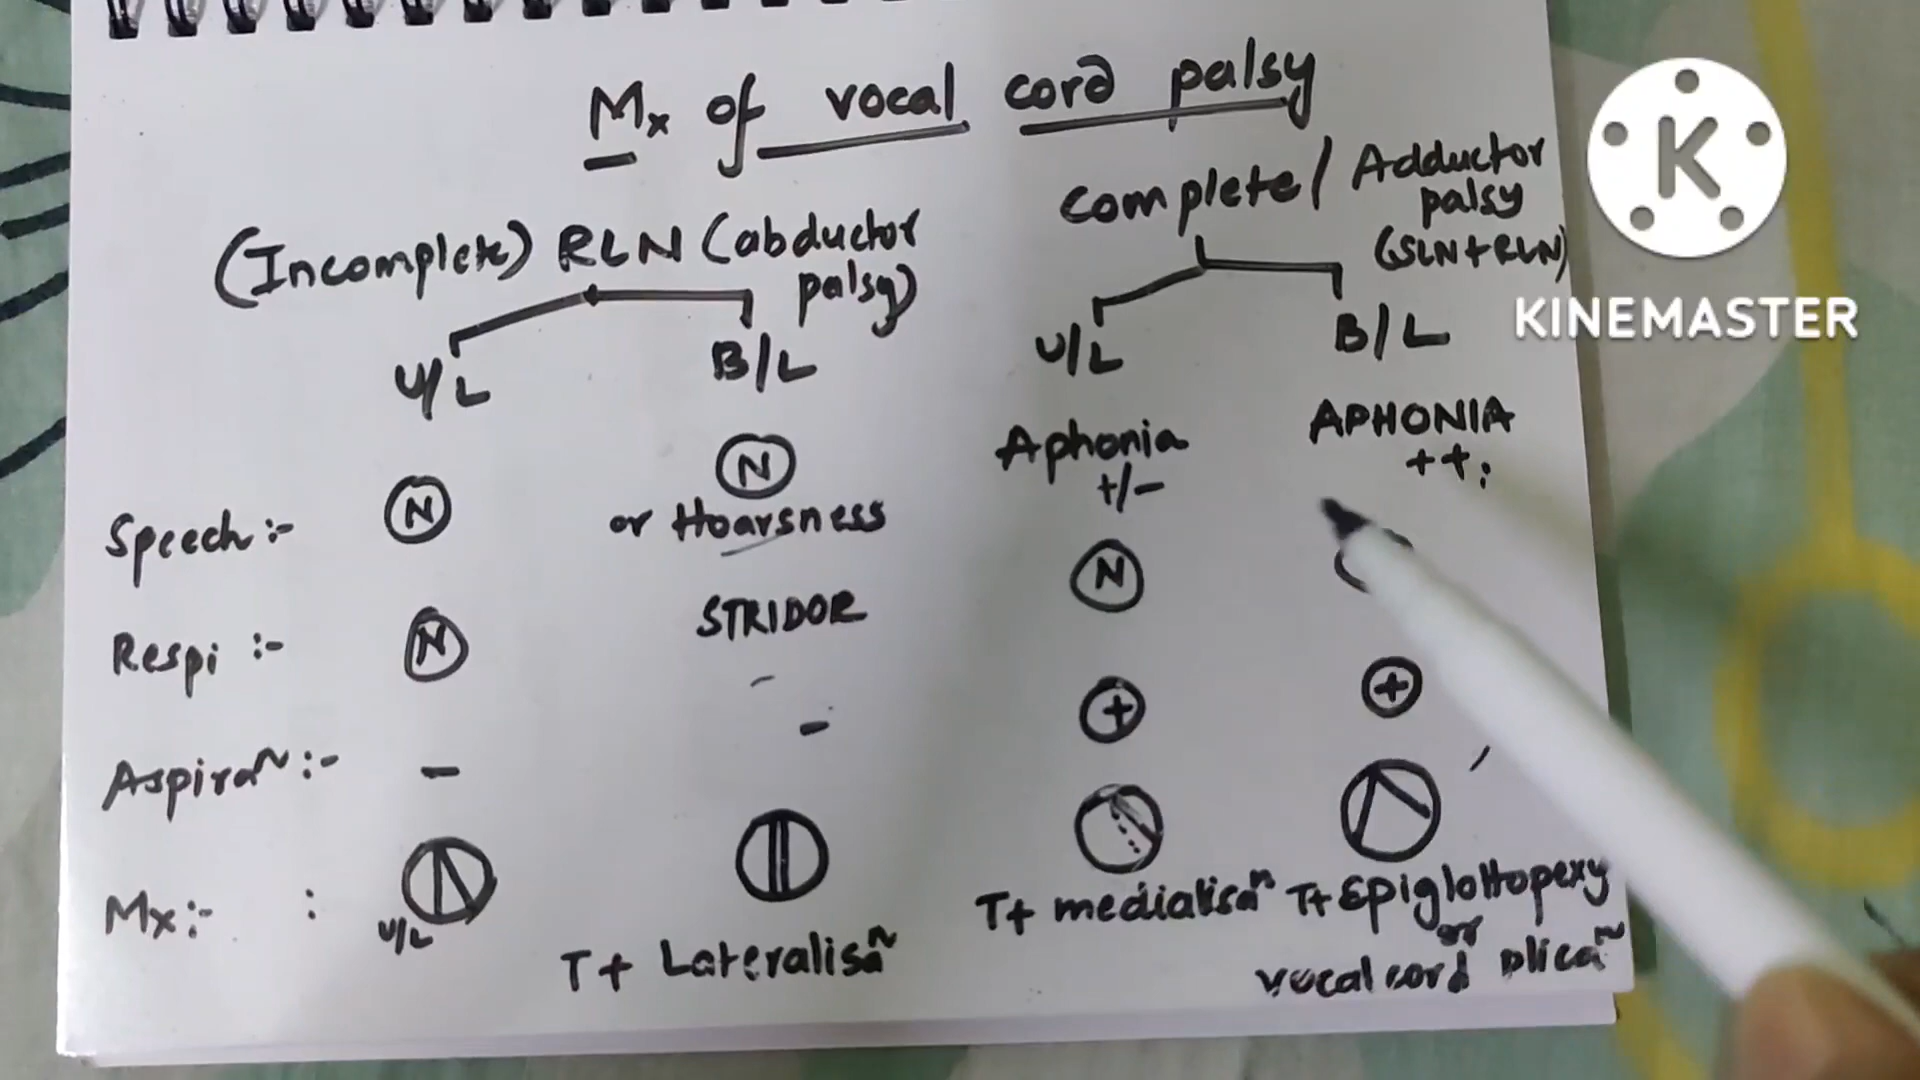 Mx of vocal cord palsy
(Incomplete) RLN (abductor palsy)
Complete / Adductor palsy
(SLN + RLN)
U/L B/L U/L B/L
Speech :- N N or Hoarsness Aphonia +/- APHONIA ++
Respi :- N STRIDOR N
Aspiraⁿ :- - - + +
Mx :- :
U/L
T+ Lateralisaⁿ
T+ medialisaⁿ
T+ Epiglottopexy
or
vocal cord plicaⁿ
K
KINEMASTER